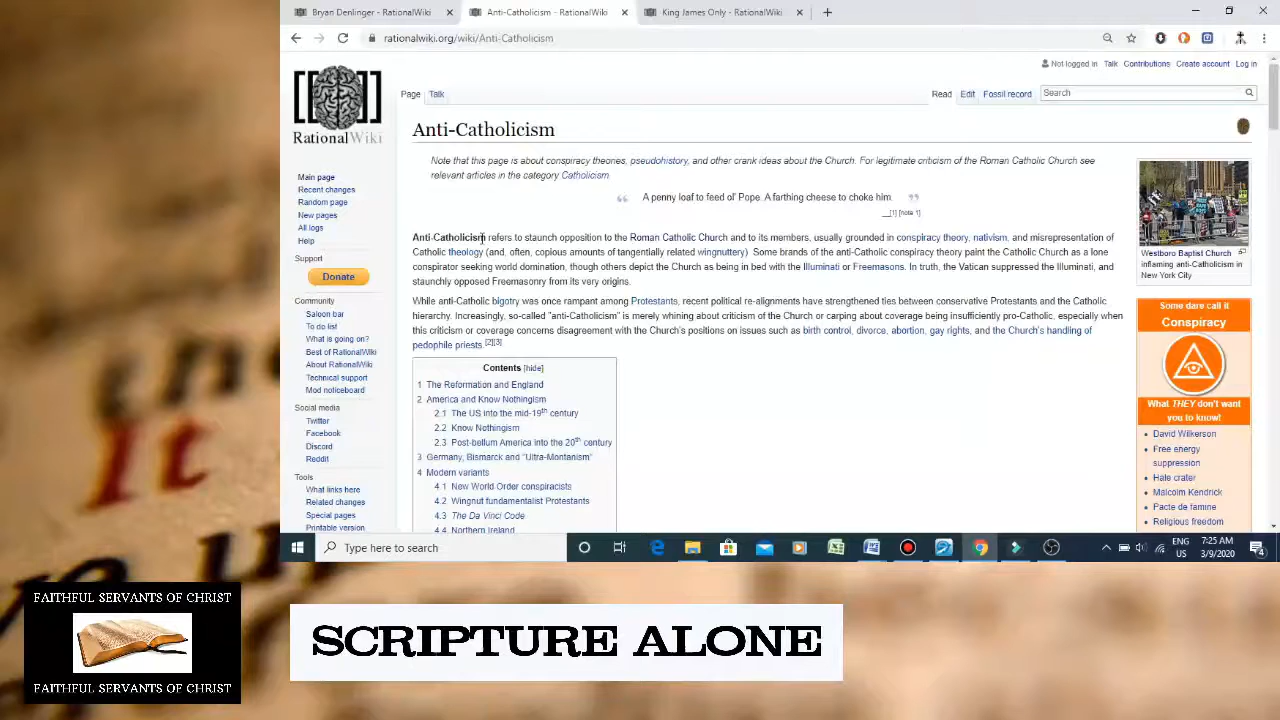 Bryan Denlinger - RationalWiki
Anti-Catholicism - RationalWiki
King James Only - RationalWiki
rationalwiki.org/wiki/Anti-Catholicism
Not logged in Talk Contributions Create account Log in
Page Talk
Read Edit Fossil record Search
RationalWiki
Main page
Recent changes
Random page
New pages
All logs
Help
Support
Donate
Community
Saloon bar
To do list
What is going on?
Best of RationalWiki
About RationalWiki
Technical support
Mod noticeboard
Social media
Twitter
Facebook
Discord
Reddit
Tools
What links here
Related changes
Special pages
Printable version
Anti-Catholicism
Note that this page is about conspiracy theories, pseudohistory, and other crank ideas about the Church. For legitimate criticism of the Roman Catholic Church see
relevant articles in the category Catholicism
“ A penny loaf to feed ol' Pope. A farthing cheese to choke him. ”
__[1] [note 1]
Anti-Catholicism refers to staunch opposition to the Roman Catholic Church and to its members, usually grounded in conspiracy theory, nativism, and misrepresentation of
Catholic theology (and, often, copious amounts of tangentially related wingnuttery) Some brands of the anti-Catholic conspiracy theory paint the Catholic Church as a lone
conspirator seeking world domination, though others depict the Church as being in bed with the Illuminati or Freemasons. In truth, the Vatican suppressed the Illuminati, and
staunchly opposed Freemasonry from its very origins.
While anti-Catholic bigotry was once rampant among Protestants, recent political re-alignments have strengthened ties between conservative Protestants and the Catholic
hierarchy. Increasingly, so-called "anti-Catholicism" is merely whining about criticism of the Church or carping about coverage being insufficiently pro-Catholic, especially when
this criticism or coverage concerns disagreement with the Church's positions on issues such as birth control, divorce, abortion, gay rights, and the Church's handling of
pedophile priests.[2][3]
Contents [hide]
1 The Reformation and England
2 America and Know Nothingism
2.1 The US into the mid-19th century
2.2 Know Nothingism
2.3 Post-bellum America into the 20th century
3 Germany, Bismarck and "Ultra-Montanism"
4 Modern variants
4.1 New World Order conspiracists
4.2 Wingnut fundamentalist Protestants
4.3 The Da Vinci Code
4.4 Northern Ireland
Westboro Baptist Church
inflaming anti-Catholicism in
New York City
Some dare call it
Conspiracy
What THEY don't want
you to know!
David Wilkerson
Free energy
suppression
Hale crater
Malcolm Kendrick
Pacte de famine
Religious freedom
Type here to search
ENG
US
7:25 AM
3/9/2020
4
It
FAITHFUL SERVANTS OF CHRIST
FAITHFUL SERVANTS OF CHRIST
SCRIPTURE ALONE